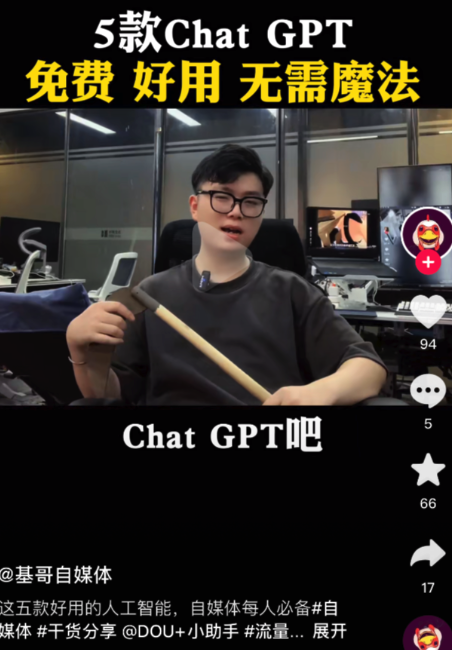 5款Chat GPT
免费 好用 无需魔法
94
Chat GPT吧
5
66
17
@基哥自媒体
这五款好用的人工智能，自媒体每人必备#自
媒体 #干货分享 @DOU+小助手 #流量... 展开